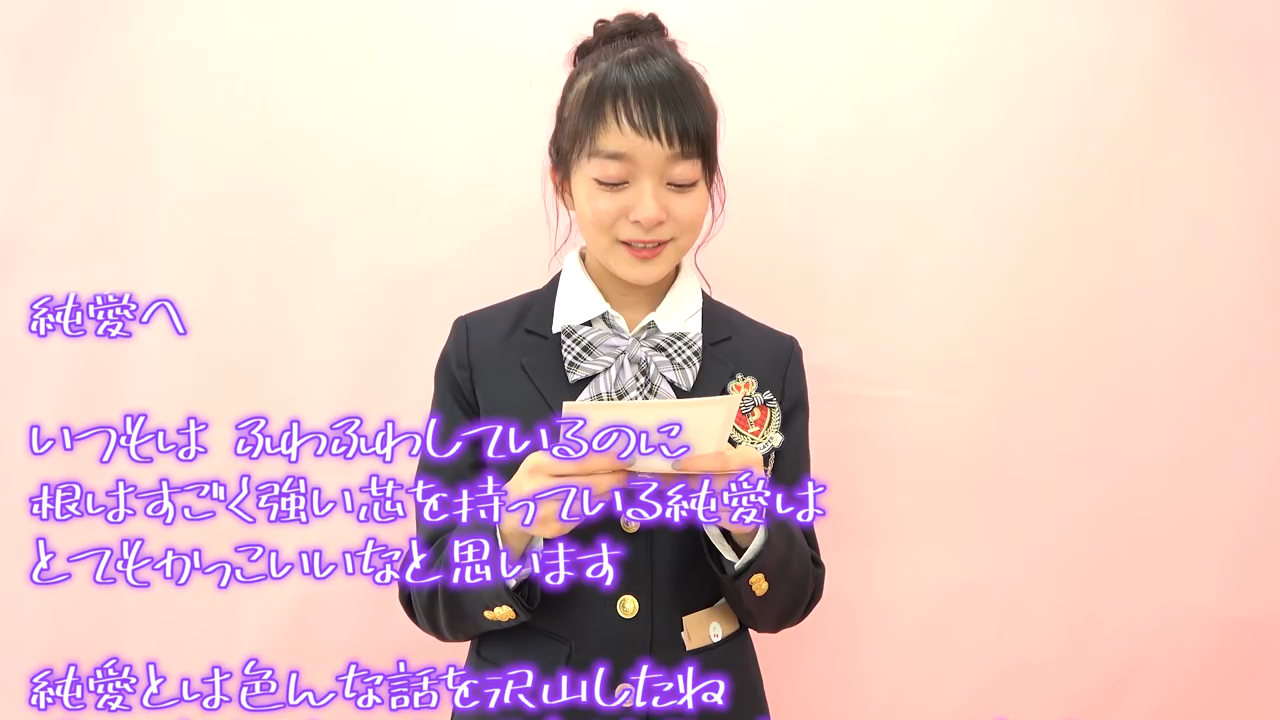 純愛へ
いつもは ふわふわしているのに
根はすごく強い芯を持っている純愛は
とてもかっこいいなと思います
純愛とは色んな話を沢山したね